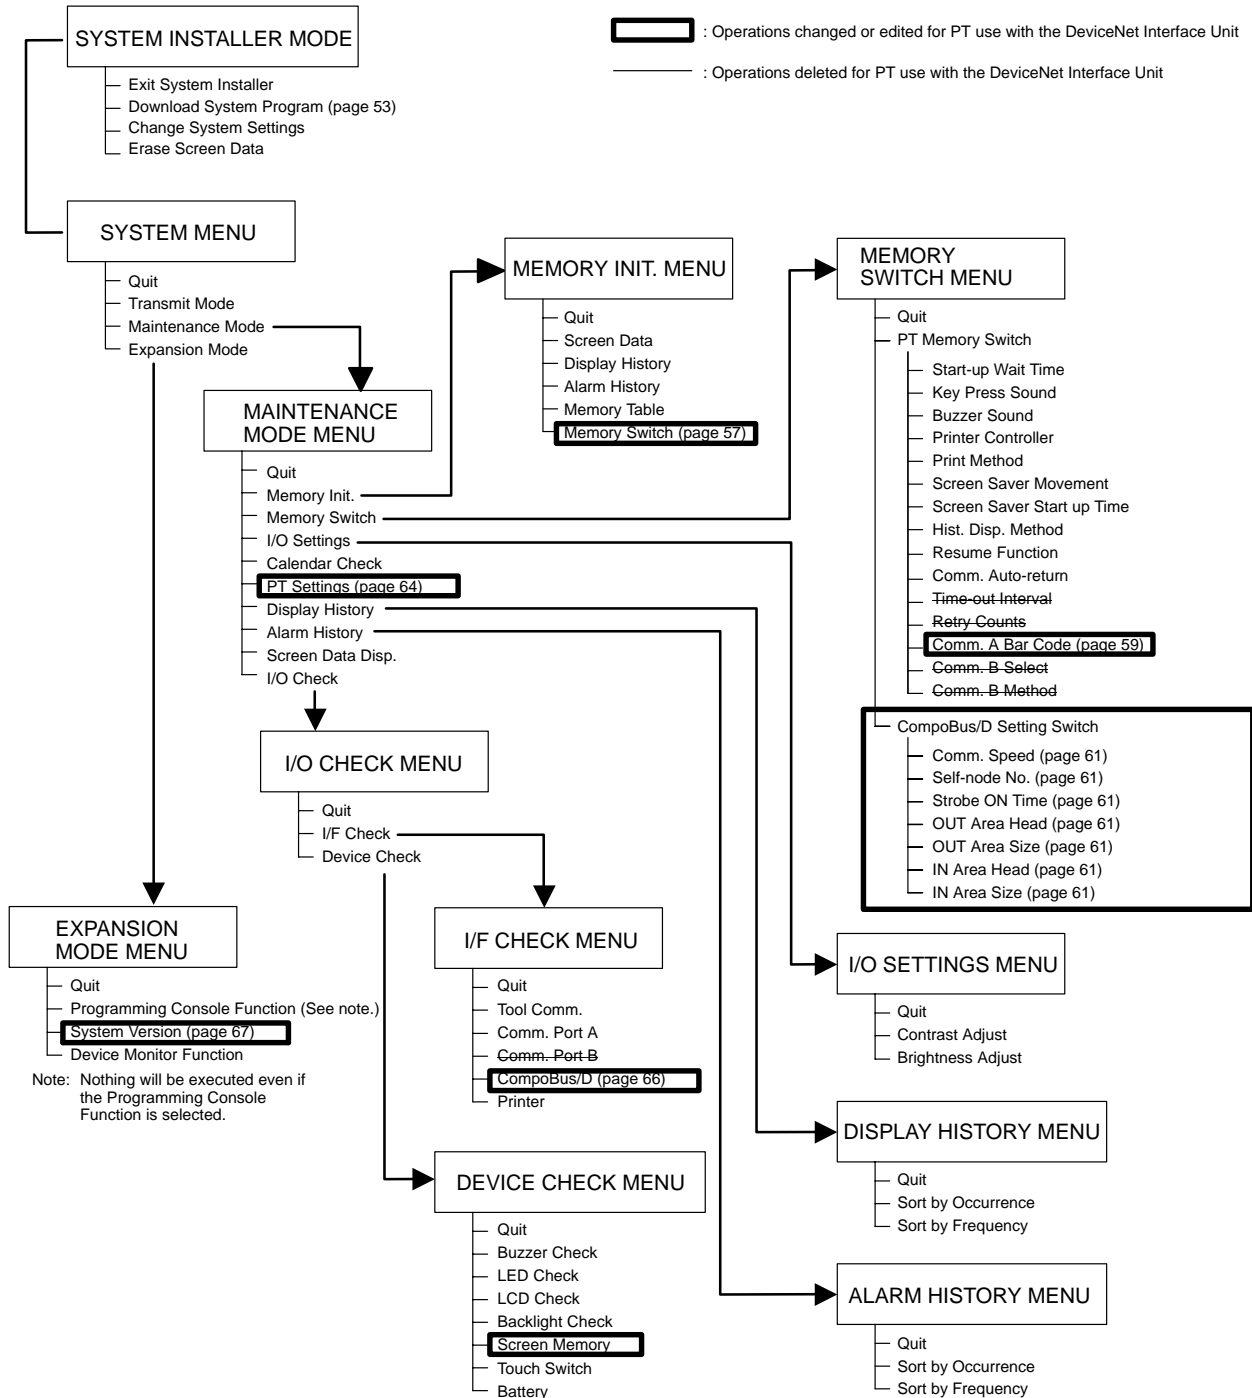 SYSTEM INSTALLER MODE
Exit System Installer
Download System Program (page 53)
Change System Settings
Erase Screen Data
: Operations changed or edited for PT use with the DeviceNet Interface Unit
: Operations deleted for PT use with the DeviceNet Interface Unit
SYSTEM MENU
Quit
Transmit Mode
Maintenance Mode
Expansion Mode
MEMORY INIT. MENU
Quit
Screen Data
Display History
Alarm History
Memory Table
Memory Switch (page 57)
MEMORY
SWITCH MENU
Quit
PT Memory Switch
Start-up Wait Time
Key Press Sound
Buzzer Sound
Printer Controller
Print Method
Screen Saver Movement
Screen Saver Start up Time
Hist. Disp. Method
Resume Function
Comm. Auto-return
Time-out Interval
Retry Counts
Comm. A Bar Code (page 59)
Comm. B Select
Comm. B Method
CompoBus/D Setting Switch
Comm. Speed (page 61)
Self-node No. (page 61)
Strobe ON Time (page 61)
OUT Area Head (page 61)
OUT Area Size (page 61)
IN Area Head (page 61)
IN Area Size (page 61)
MAINTENANCE
MODE MENU
Quit
Memory Init.
Memory Switch
I/O Settings
Calendar Check
PT Settings (page 64)
Display History
Alarm History
Screen Data Disp.
I/O Check
I/O CHECK MENU
Quit
I/F Check
Device Check
EXPANSION
MODE MENU
Quit
Programming Console Function (See note.)
System Version (page 67)
Device Monitor Function
Note: Nothing will be executed even if
the Programming Console
Function is selected.
I/F CHECK MENU
Quit
Tool Comm.
Comm. Port A
Comm. Port B
CompoBus/D (page 66)
Printer
I/O SETTINGS MENU
Quit
Contrast Adjust
Brightness Adjust
DISPLAY HISTORY MENU
Quit
Sort by Occurrence
Sort by Frequency
DEVICE CHECK MENU
Quit
Buzzer Check
LED Check
LCD Check
Backlight Check
Screen Memory
Touch Switch
Battery
ALARM HISTORY MENU
Quit
Sort by Occurrence
Sort by Frequency